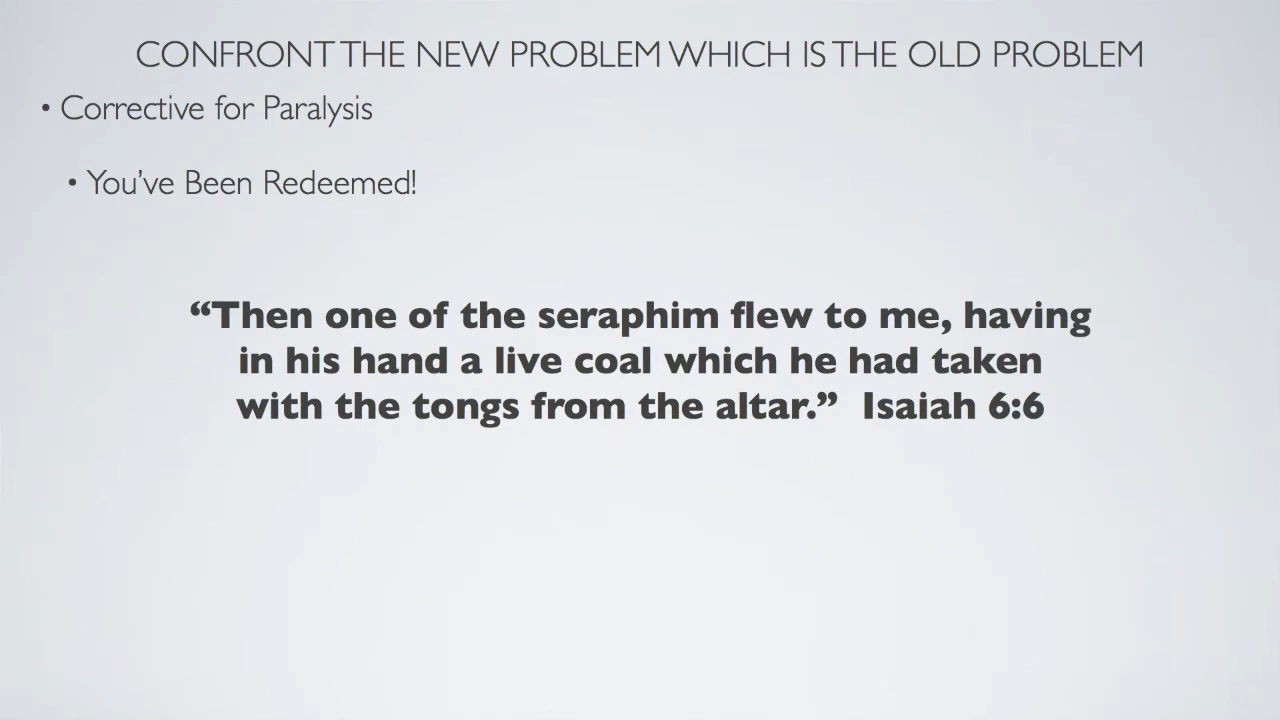 CONFRONT THE NEW PROBLEM WHICH IS THE OLD PROBLEM
• Corrective for Paralysis
• You’ve Been Redeemed!
“Then one of the seraphim flew to me, having
in his hand a live coal which he had taken
with the tongs from the altar.”  Isaiah 6:6